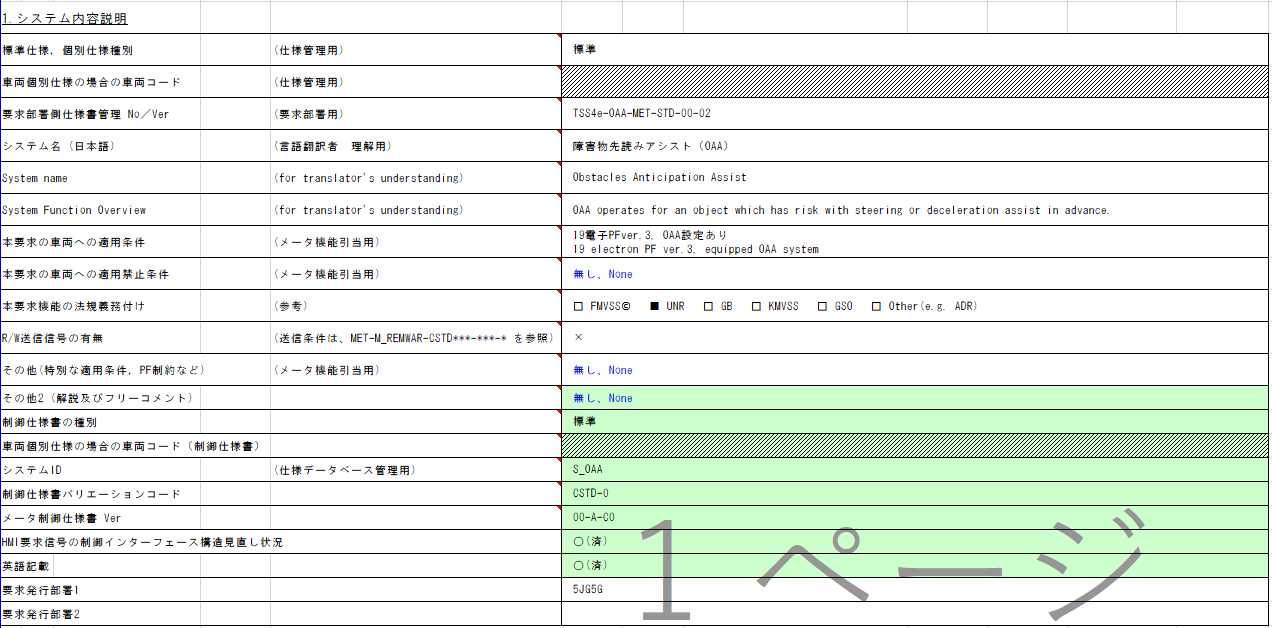 1. システム内容説明
標準仕様，個別仕様種別 (仕様管理用) 標準
車両個別仕様の場合の車両コード (仕様管理用)
要求部署側仕様書管理 No／Ver (要求部署用) TSS4e-OAA-MET-STD-00-02
システム名（日本語） (言語翻訳者　理解用) 障害物先読みアシスト（OAA）
System name (for translator's understanding) Obstacles Anticipation Assist
System Function Overview (for translator's understanding) OAA operates for an object which has risk with steering or deceleration assist in advance.
本要求の車両への適用条件 (メータ機能引当用) 19電子PFver.3, OAA設定あり
19 electron PF ver.3, equipped OAA system
本要求の車両への適用禁止条件 (メータ機能引当用) 無し、None
本要求機能の法規義務付け (参考) □ FMVSS© ■ UNR □ GB □ KMVSS □ GSO □ Other(e.g. ADR)
R/W送信信号の有無 (送信条件は、MET-M_REMWAR-CSTD***-***-* を参照) ×
その他(特別な適用条件, PF制約など) (メータ機能引当用) 無し、None
その他2（解説及びフリーコメント） 無し、None
制御仕様書の種別 標準
車両個別仕様の場合の車両コード（制御仕様書）
システムID (仕様データベース管理用) S_OAA
制御仕様書バリエーションコード CSTD-0
メータ制御仕様書 Ver 00-A-C0
HMI要求信号の制御インターフェース構造見直し状況 ○(済)
英語記載 ○(済)
要求発行部署1 5JG5G
要求発行部署2
1 ページ